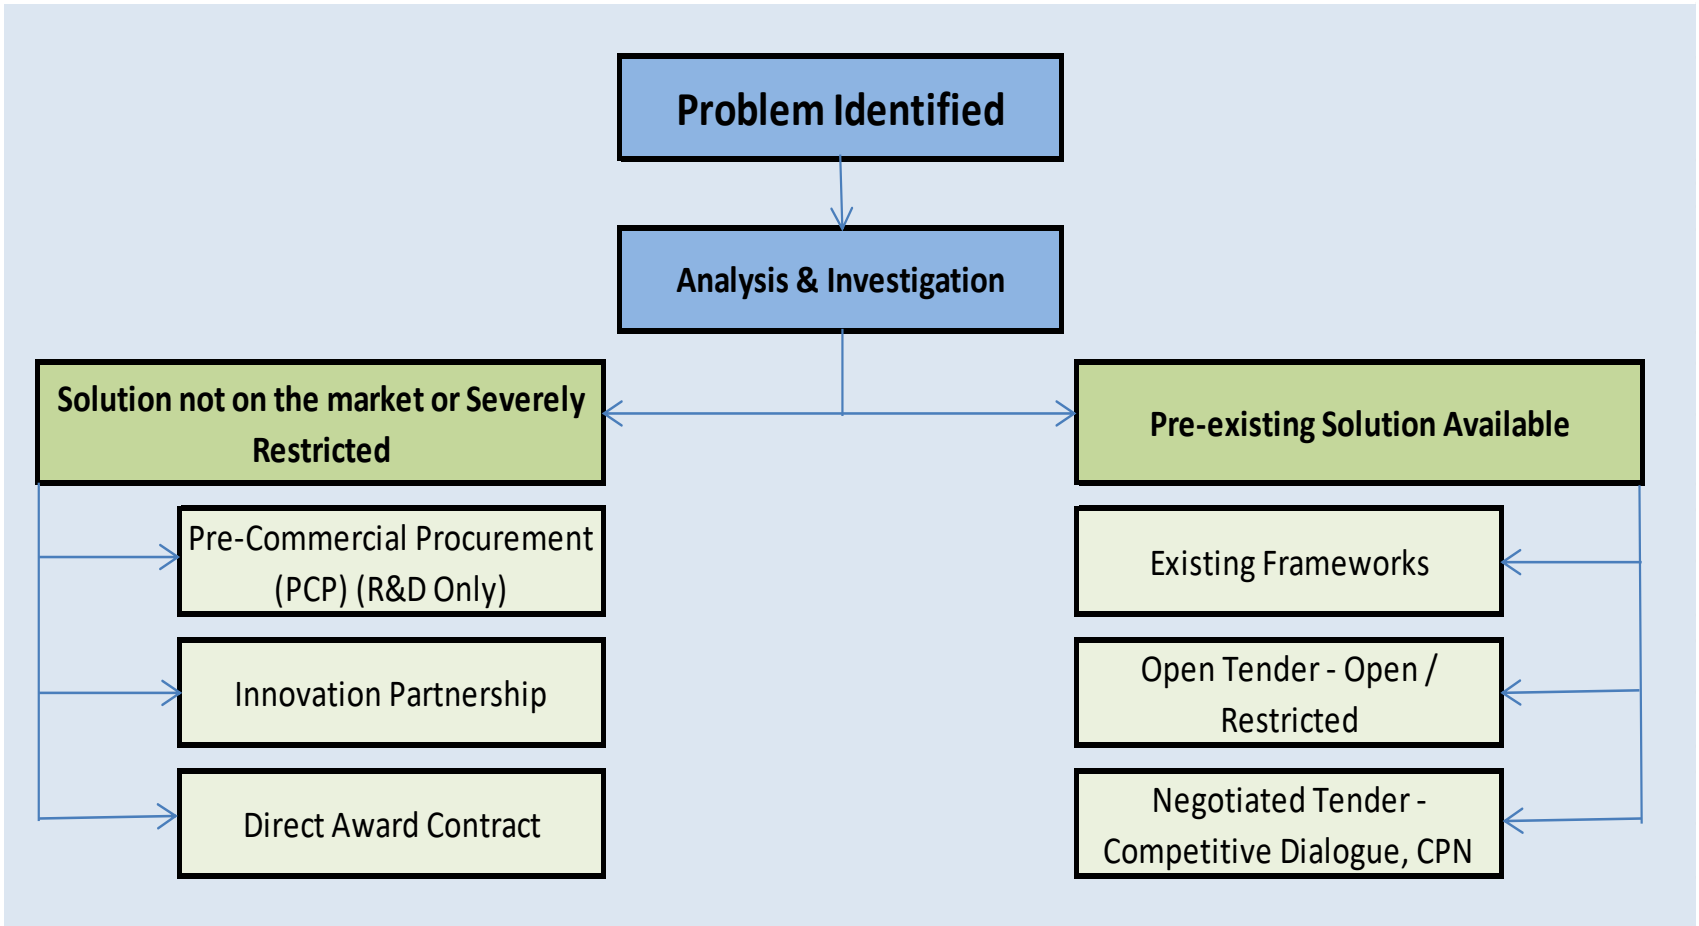 Problem Identified
Analysis & Investigation
Solution not on the market or Severely
Restricted
Pre-existing Solution Available
Pre-Commercial Procurement
(PCP) (R&D Only)
Existing Frameworks
Innovation Partnership
Open Tender - Open /
Restricted
Direct Award Contract
Negotiated Tender -
Competitive Dialogue, CPN